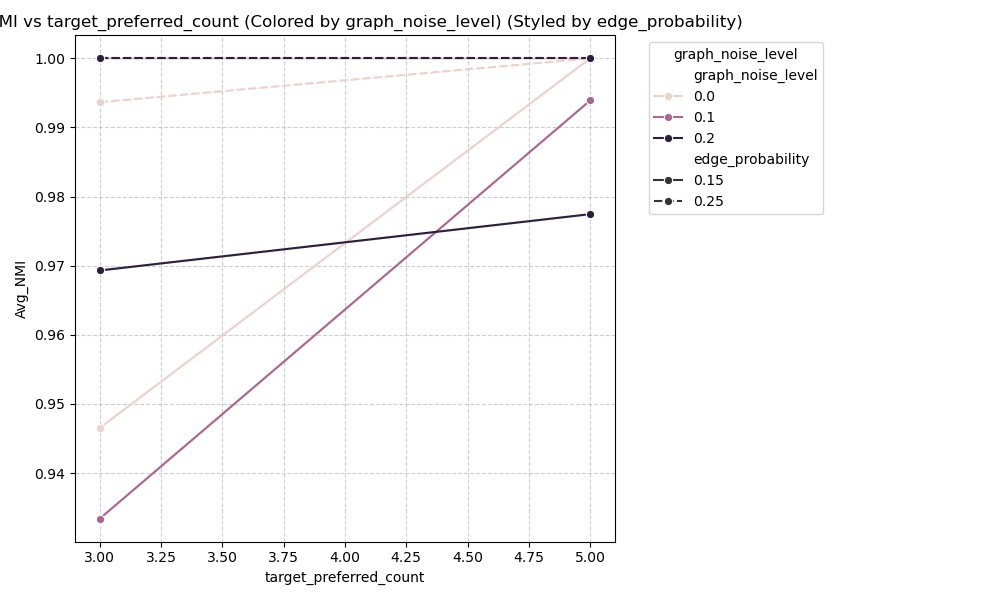 MI vs target_preferred_count (Colored by graph_noise_level) (Styled by edge_probability)
graph_noise_level
graph_noise_level
0.0
0.1
0.2
edge_probability
0.15
0.25
Avg_NMI
1.00
0.99
0.98
0.97
0.96
0.95
0.94
3.00 3.25 3.50 3.75 4.00 4.25 4.50 4.75 5.00
target_preferred_count